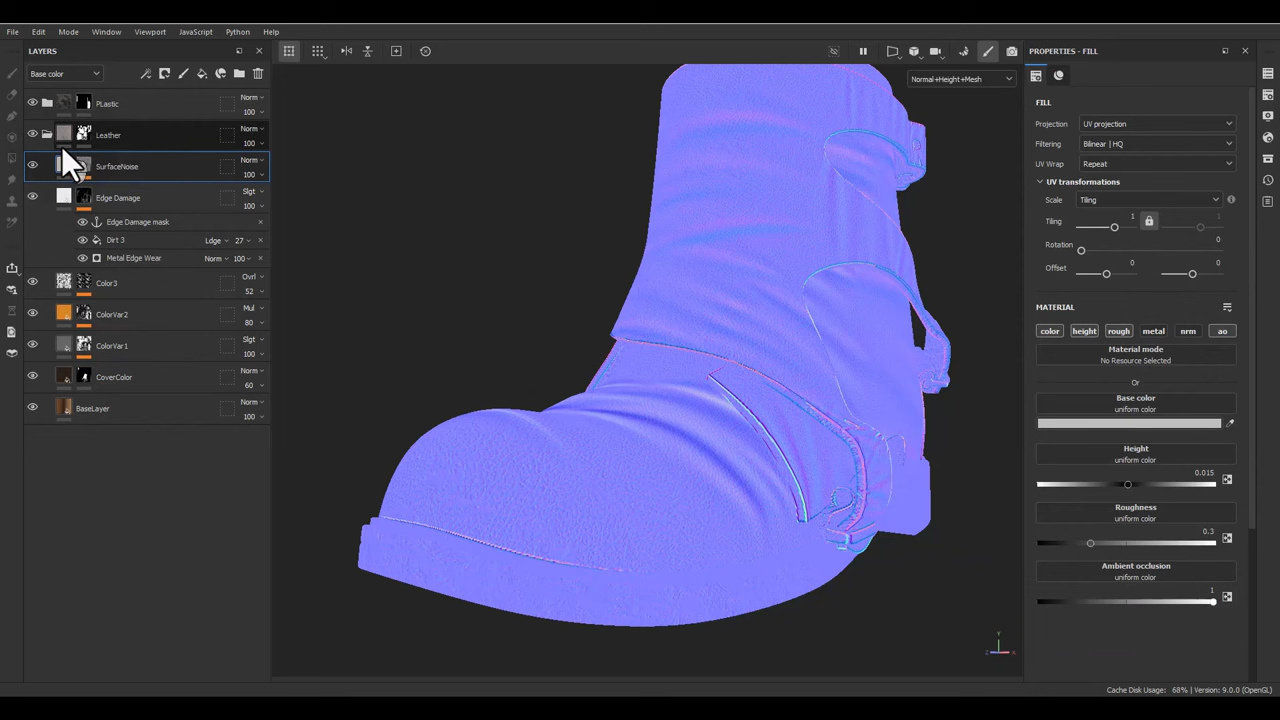 File Edit Mode Window Viewport JavaScript Python Help
LAYERS
Base color
PLastic Norm 100
Leather Norm 100
SurfaceNoise Norm 100
Edge Damage Slgt 100
Edge Damage mask
Dirt 3 Ldge 27
Metal Edge Wear Norm 100
Color3 Ovrl 52
ColorVar2 Mul 80
ColorVar1 Slgt 100
CoverColor Norm 60
BaseLayer Norm 100
Normal+Height+Mesh
Y
Z X
PROPERTIES - FILL
FILL
Projection UV projection
Filtering Bilinear | HQ
UV Wrap Repeat
UV transformations
Scale Tiling
Tiling 1 1
Rotation 0
Offset 0 0
MATERIAL
color height rough metal nrm ao
Material mode
No Resource Selected
Or
Base color
uniform color
Height
uniform color
0.015
Roughness
uniform color
0.3
Ambient occlusion
uniform color
1
Cache Disk Usage: 68% | Version: 9.0.0 (OpenGL)